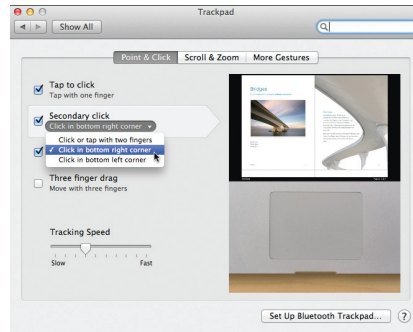 Trackpad
Show All
Point & Click Scroll & Zoom More Gestures
Tap to click
Tap with one finger
Secondary click
Click in bottom right corner
Click or tap with two fingers
✓ Click in bottom right corner
Click in bottom left corner
Three finger drag
Move with three fingers
Tracking Speed
Slow Fast
Bridges
Set Up Bluetooth Trackpad... ?